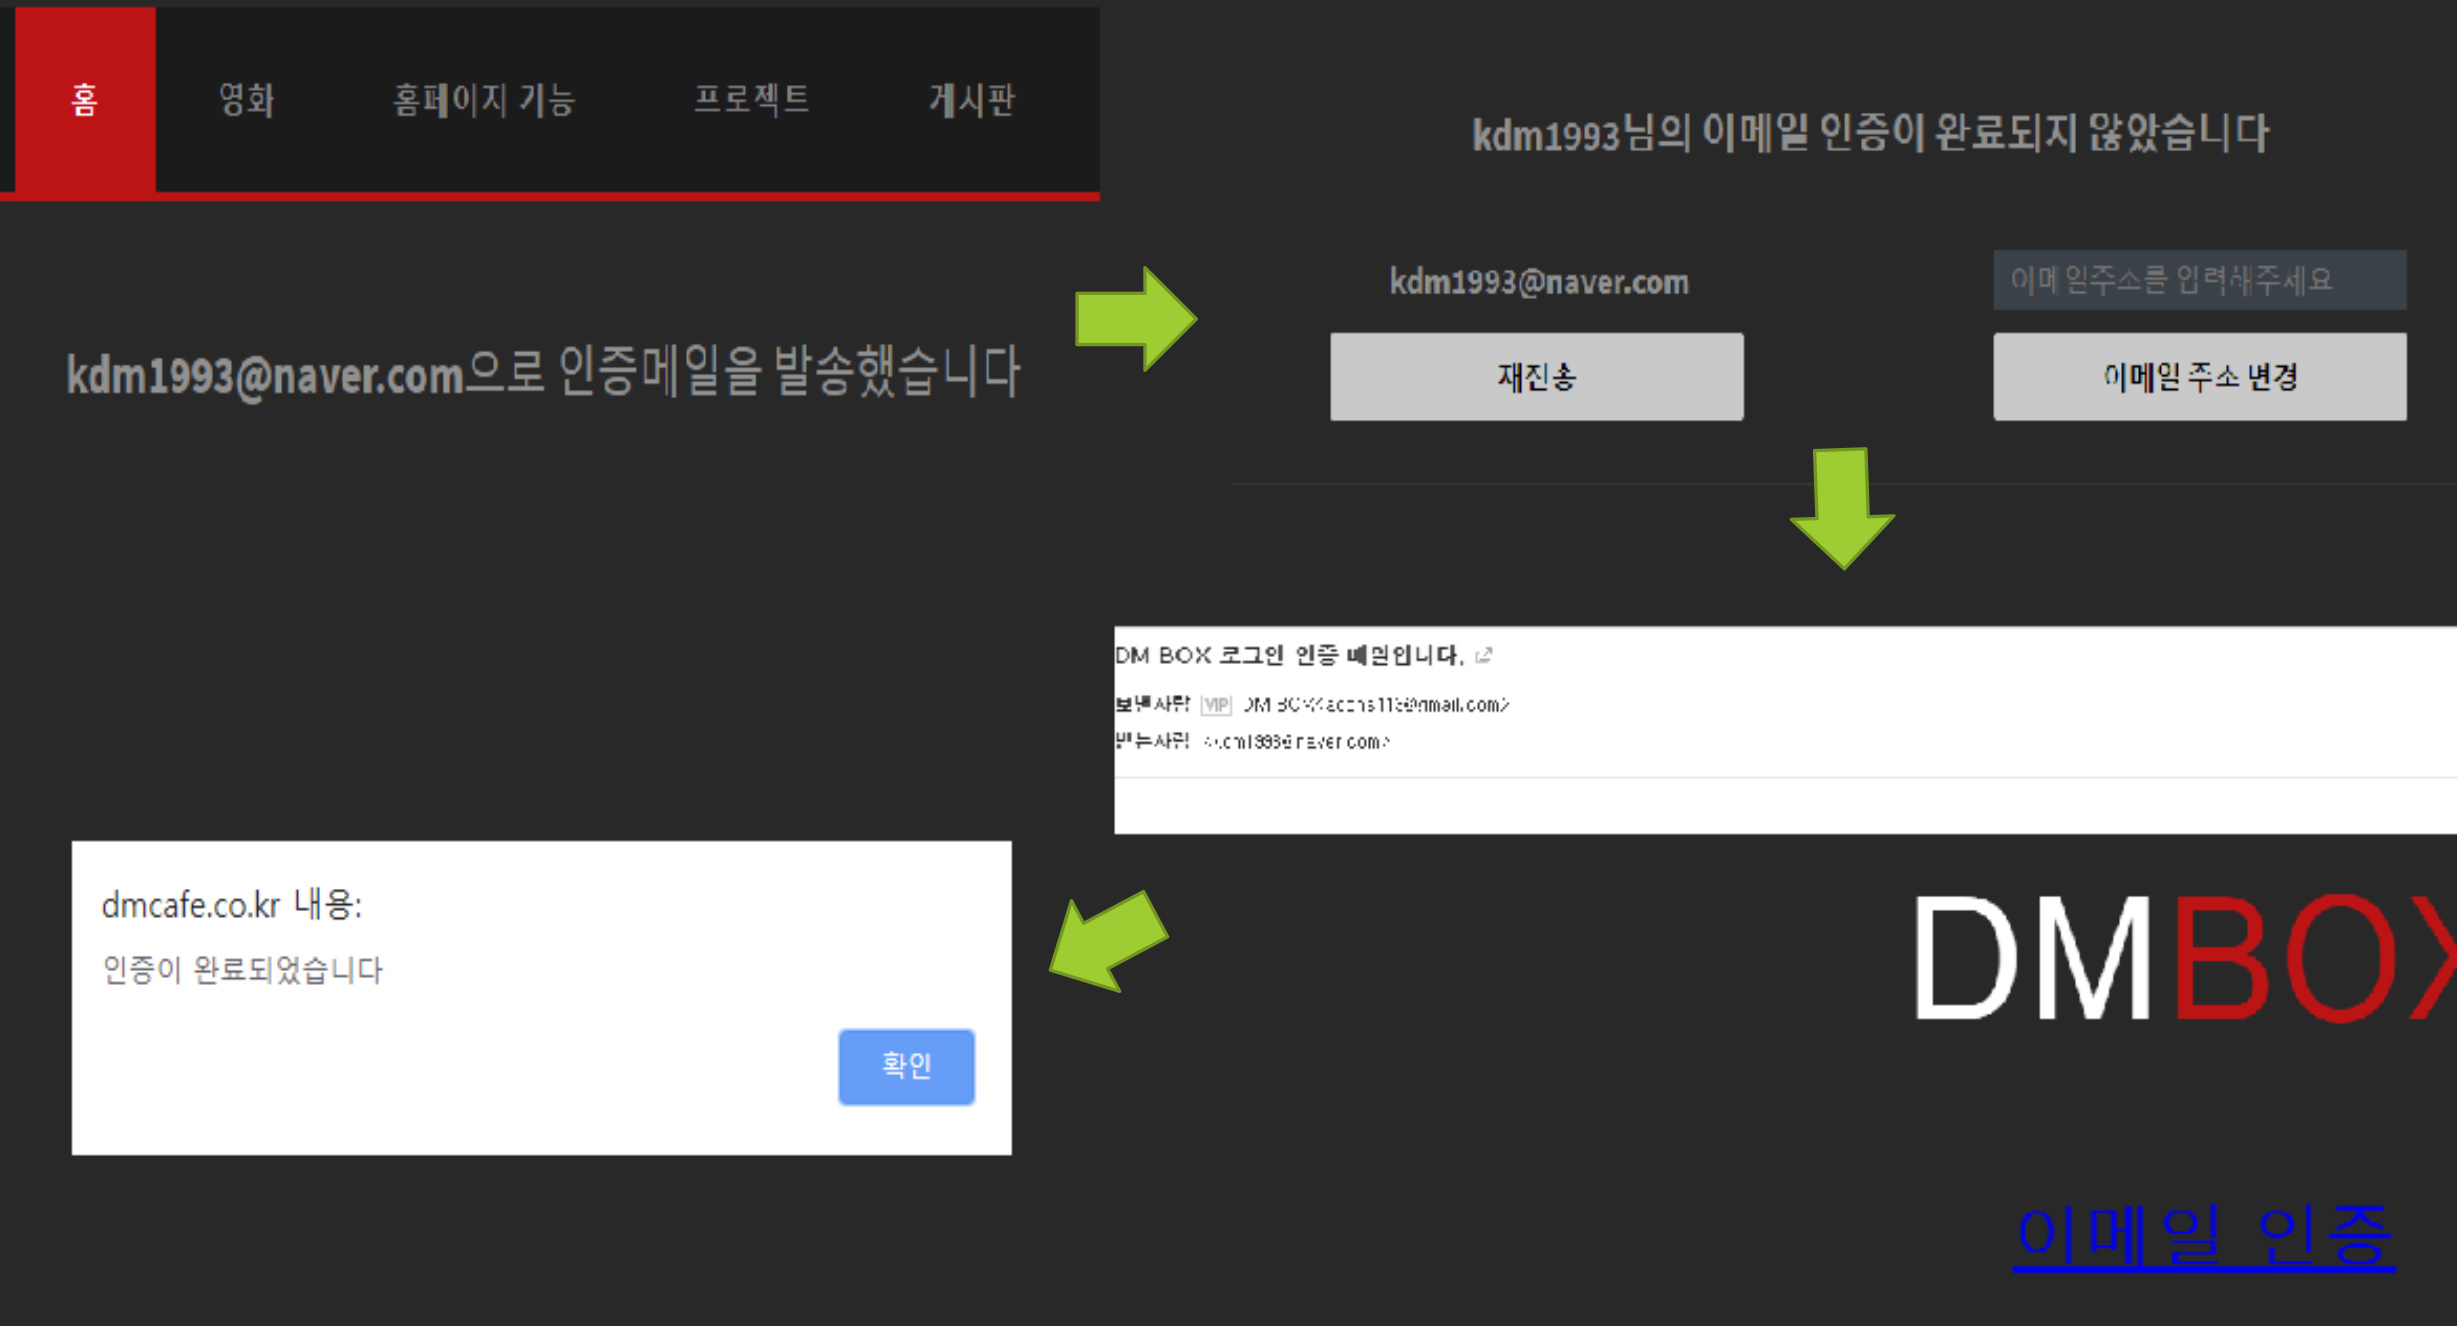 홈 영화 홈페이지 기능 프로젝트 게시판
kdm1993@naver.com으로 인증메일을 발송했습니다
kdm1993님의 이메일 인증이 완료되지 않았습니다
kdm1993@naver.com
이메일주소를 입력해주세요
재전송
이메일 주소 변경
DM BOX 로그인 인증 메일입니다.
보낸사람 VIP DM BOX
받는사람
dmcafe.co.kr 내용:
인증이 완료되었습니다
확인
DMBOX
이메일 인증